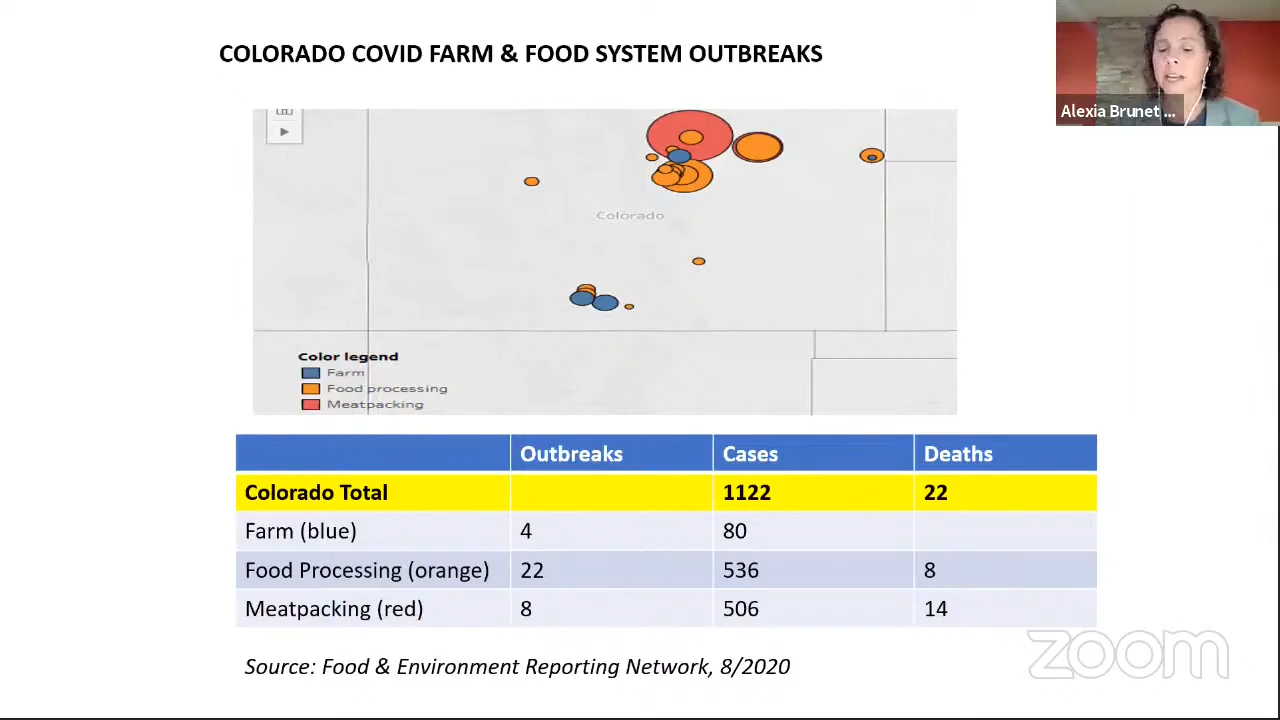 COLORADO COVID FARM & FOOD SYSTEM OUTBREAKS
Alexia Brunet ...
Colorado
Color legend
Farm
Food processing
Meatpacking
Outbreaks Cases Deaths
Colorado Total 1122 22
Farm (blue) 4 80
Food Processing (orange) 22 536 8
Meatpacking (red) 8 506 14
Source: Food & Environment Reporting Network, 8/2020
zoom